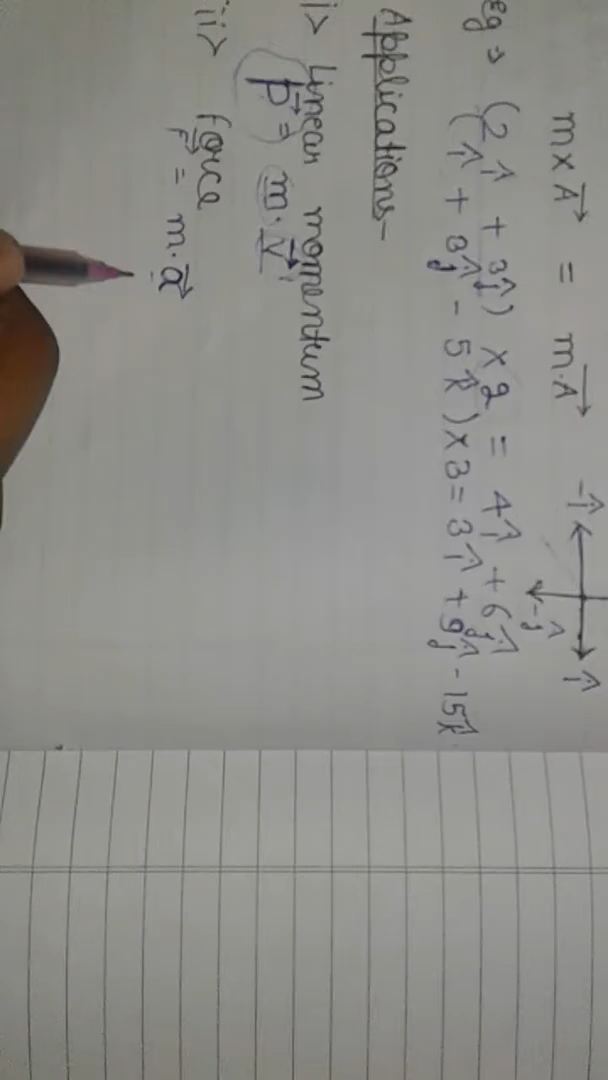 m x A⃗ = m.A⃗
-î
î
-ĵ
eg → (2î + 3ĵ) x 2 = 4î + 6ĵ
(î + 3ĵ - 5k̂) x 3 = 3î + 9ĵ - 15k̂
Applications-
i> Linear momentum
p⃗ = m.v⃗
ii> force
F⃗ = m.a⃗